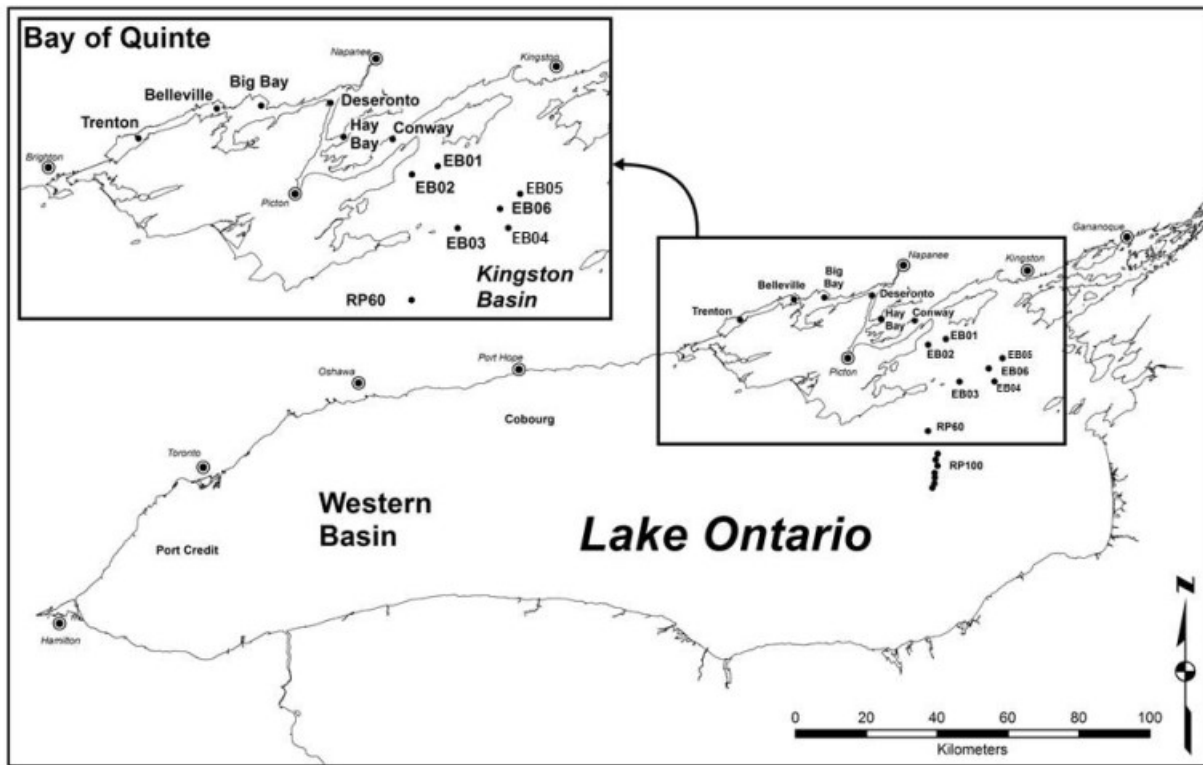 Bay of Quinte
Napanee
Kingston
Big Bay
Belleville
Deseronto
Trenton
Hay
Bay
Conway
Brighton
EB01
EB02
EB05
Picton
EB06
EB03
EB04
Kingston
Basin
RP60
Gananoque
Napanee
Kingston
Big
Bay
Belleville
Deseronto
Trenton
Hay
Bay
Conway
EB01
EB02
EB05
Picton
EB06
EB03
EB04
Port Hope
Oshawa
Cobourg
RP60
Toronto
RP100
Western
Basin
Lake Ontario
Port Credit
Hamilton
N
0 20 40 60 80 100
Kilometers